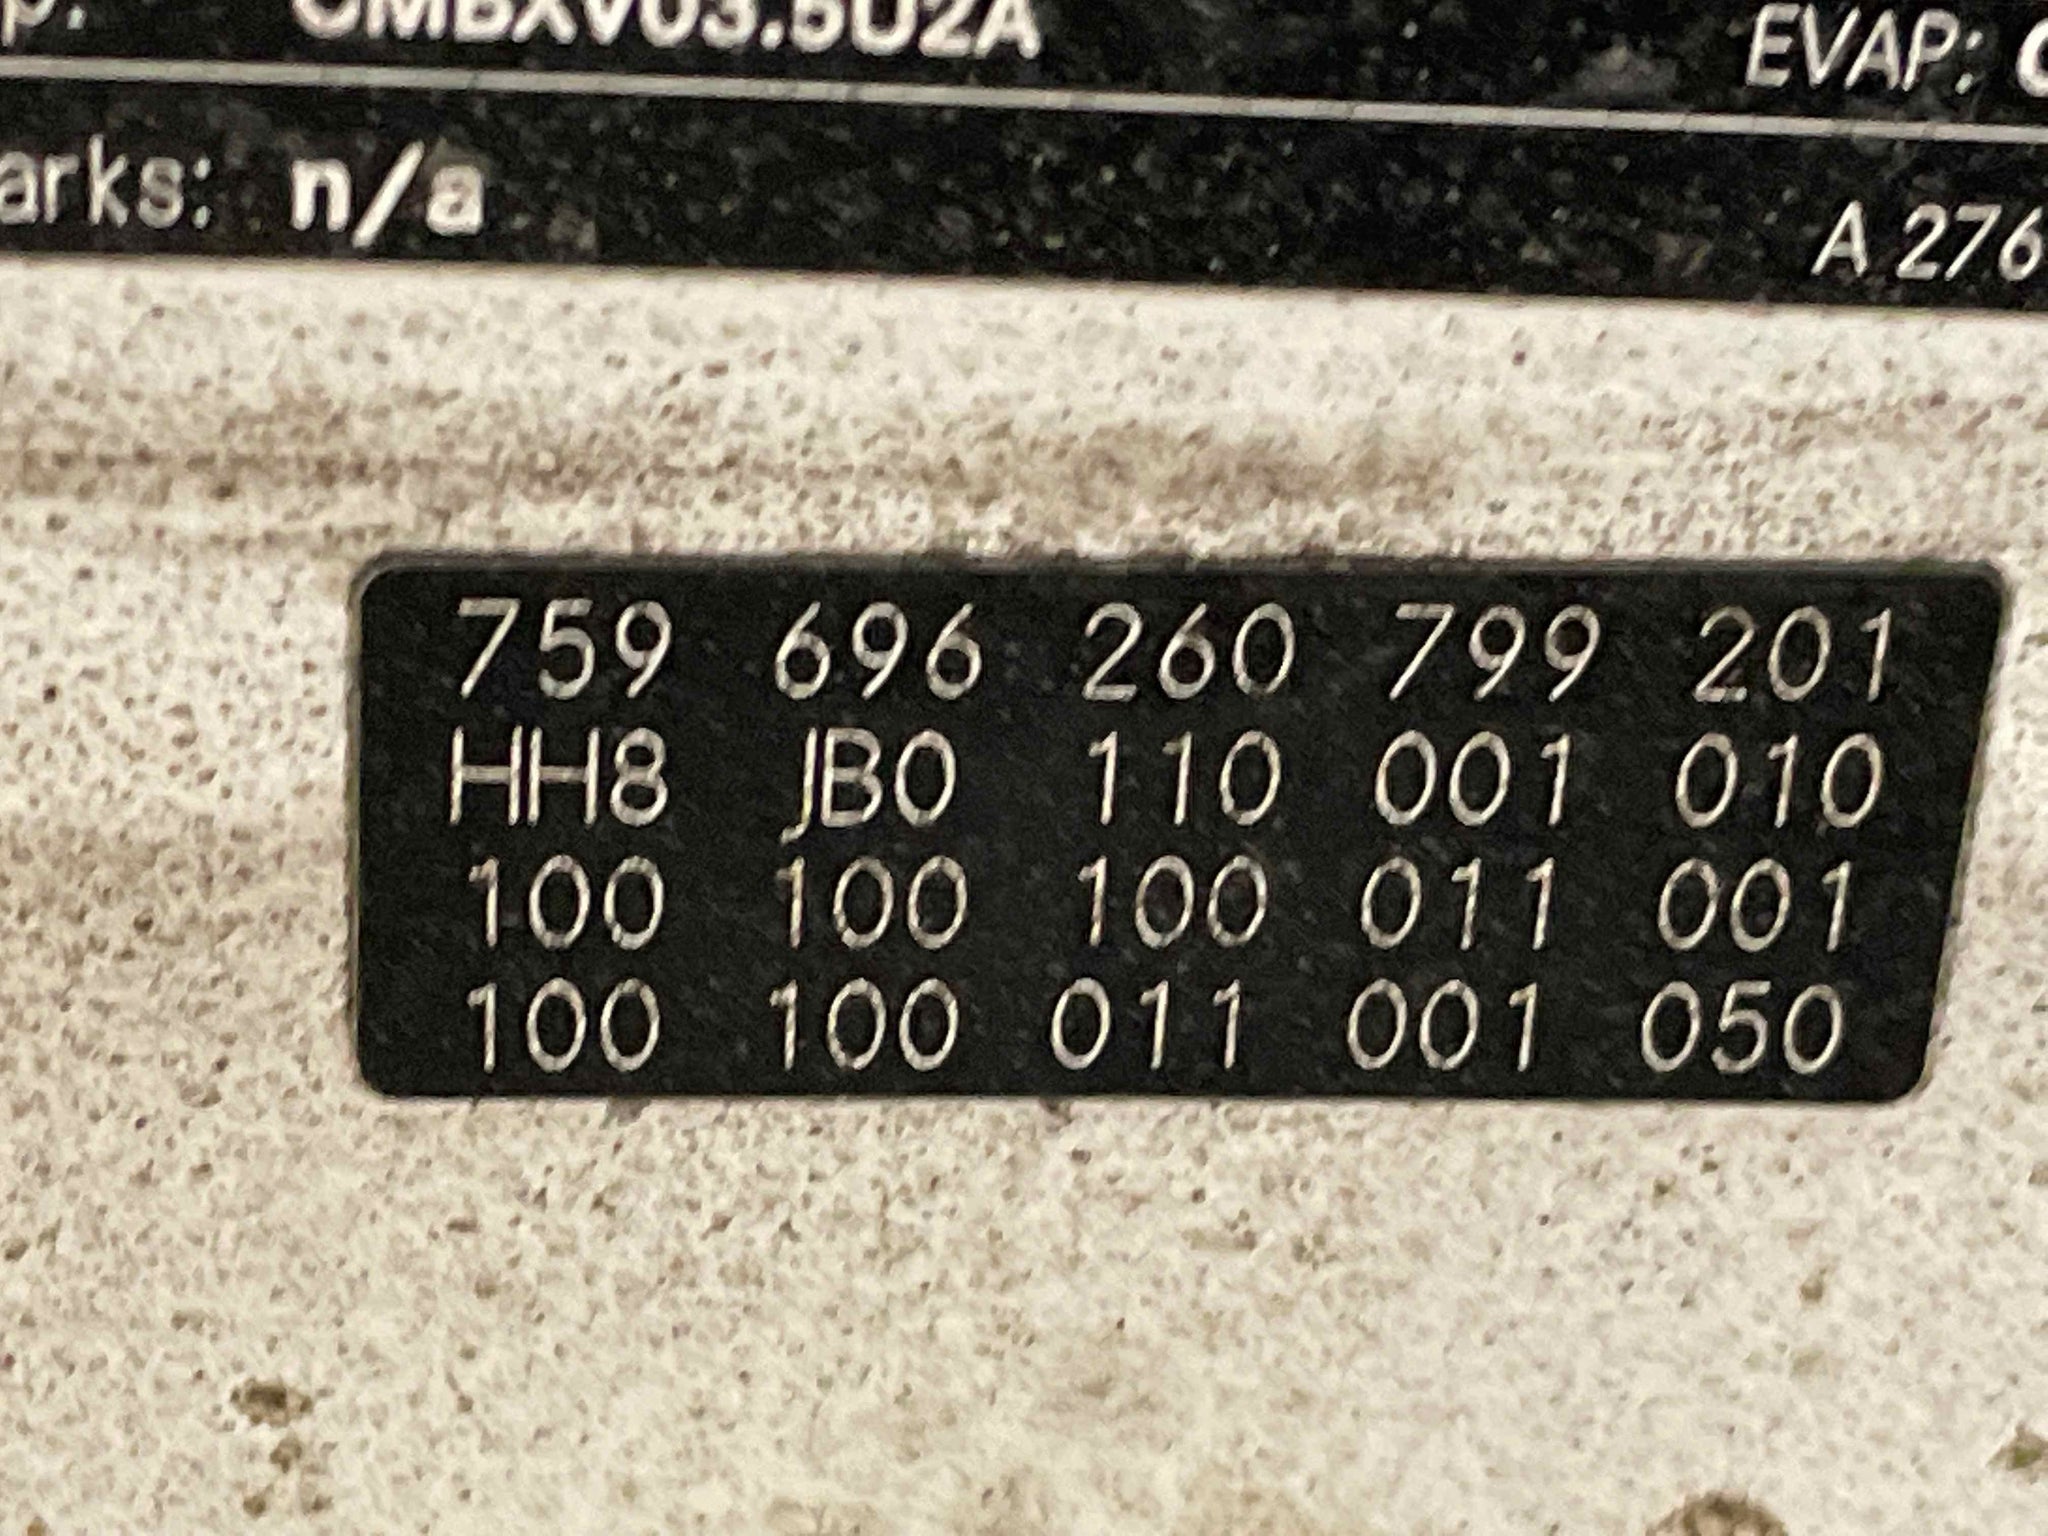 p: CMBXV03.5U2A EVAP: C
arks: n/a
A 276
759 696 260 799 201
HH8 JB0 110 001 010
100 100 100 011 001
100 100 011 001 050